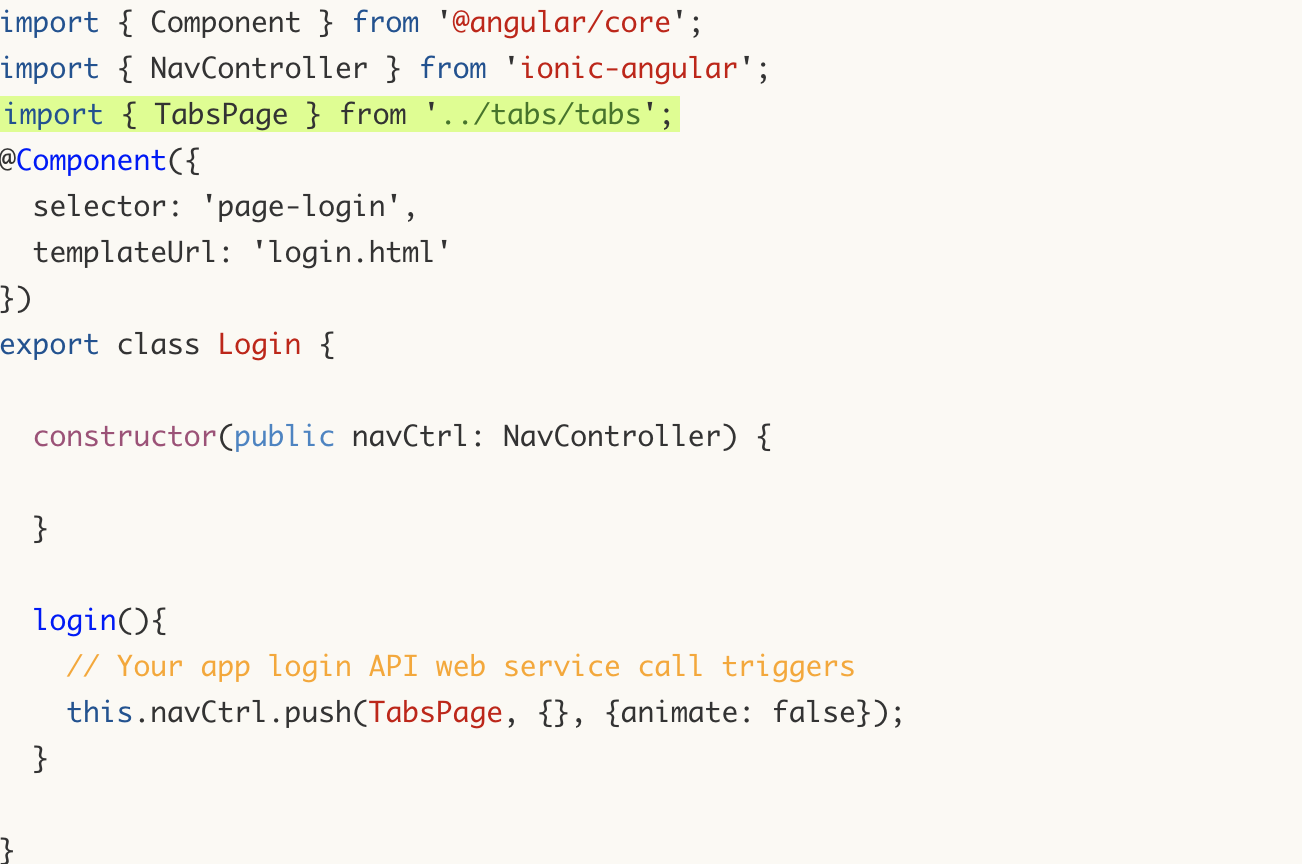 import { Component } from '@angular/core';
import { NavController } from 'ionic-angular';
import { TabsPage } from '../tabs/tabs';
@Component({
  selector: 'page-login',
  templateUrl: 'login.html'
})
export class Login {

  constructor(public navCtrl: NavController) {

  }

  login(){
    // Your app login API web service call triggers
    this.navCtrl.push(TabsPage, {}, {animate: false});
  }

}